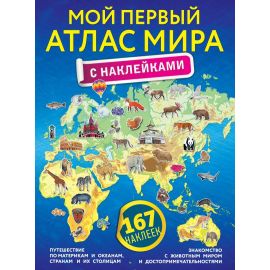 МОЙ ПЕРВЫЙ
АТЛАС МИРА
С НАКЛЕЙКАМИ
167
НАКЛЕЕК
ПУТЕШЕСТВИЕ
ПО МАТЕРИКАМ И ОКЕАНАМ,
СТРАНАМ И ИХ СТОЛИЦАМ
ЗНАКОМСТВО
С ЖИВОТНЫМ МИРОМ
И ДОСТОПРИМЕЧАТЕЛЬНОСТЯМИ